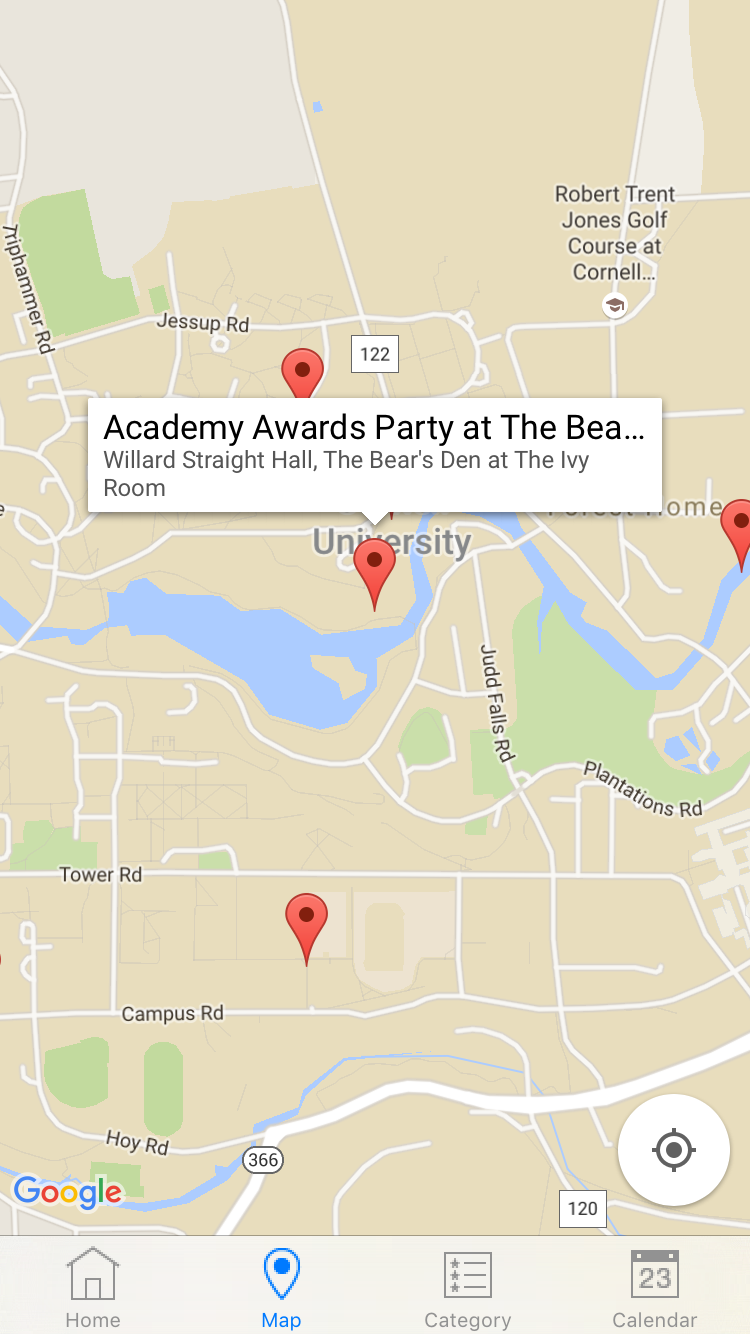 Robert Trent
Jones Golf
Course at
Cornell...
Triphammer Rd
Jessup Rd
122
Academy Awards Party at The Bea...
Willard Straight Hall, The Bear's Den at The Ivy
Room
Forest Home
University
Judd Falls Rd
Plantations Rd
Tower Rd
Campus Rd
Hoy Rd
366
Google
120
23
Home
Map
Category
Calendar